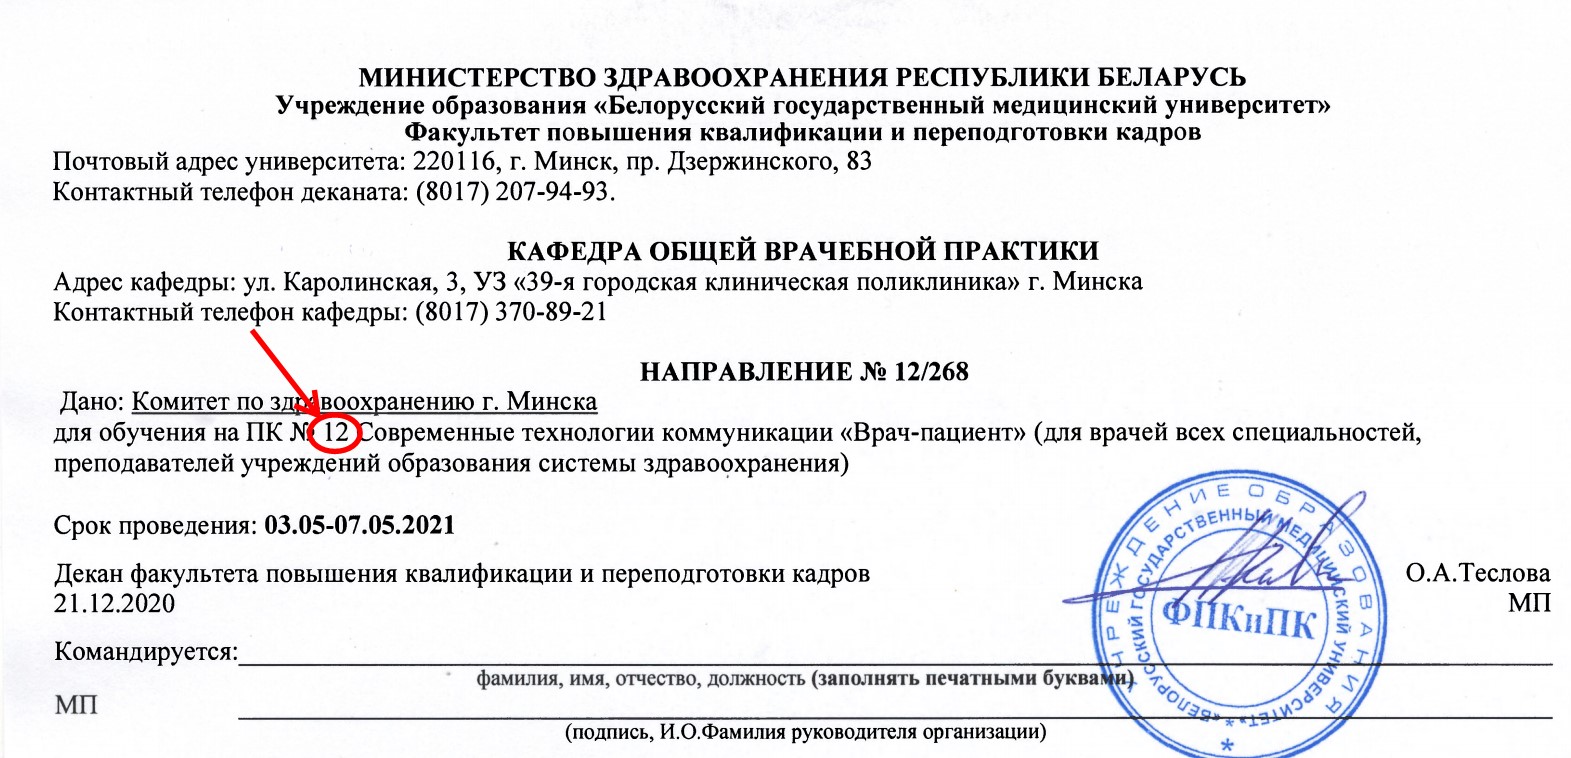 МИНИСТЕРСТВО ЗДРАВООХРАНЕНИЯ РЕСПУБЛИКИ БЕЛАРУСЬ
Учреждение образования «Белорусский государственный медицинский университет»
Факультет повышения квалификации и переподготовки кадров
Почтовый адрес университета: 220116, г. Минск, пр. Дзержинского, 83
Контактный телефон деканата: (8017) 207-94-93.
КАФЕДРА ОБЩЕЙ ВРАЧЕБНОЙ ПРАКТИКИ
Адрес кафедры: ул. Каролинская, 3, УЗ «39-я городская клиническая поликлиника» г. Минска
Контактный телефон кафедры: (8017) 370-89-21
НАПРАВЛЕНИЕ № 12/268
Дано: Комитет по здравоохранению г. Минска
для обучения на ПК № 12 Современные технологии коммуникации «Врач-пациент» (для врачей всех специальностей,
преподавателей учреждений образования системы здравоохранения)
Срок проведения: 03.05-07.05.2021
Декан факультета повышения квалификации и переподготовки кадров
О.А.Теслова
21.12.2020
МП
УЧРЕЖДЕНИЕ ОБРАЗОВАНИЯ
«БЕЛОРУССКИЙ ГОСУДАРСТВЕННЫЙ МЕДИЦИНСКИЙ УНИВЕРСИТЕТ»
ФПКиПК
Командируется:
фамилия, имя, отчество, должность (заполнять печатными буквами)
МП
(подпись, И.О.Фамилия руководителя организации)